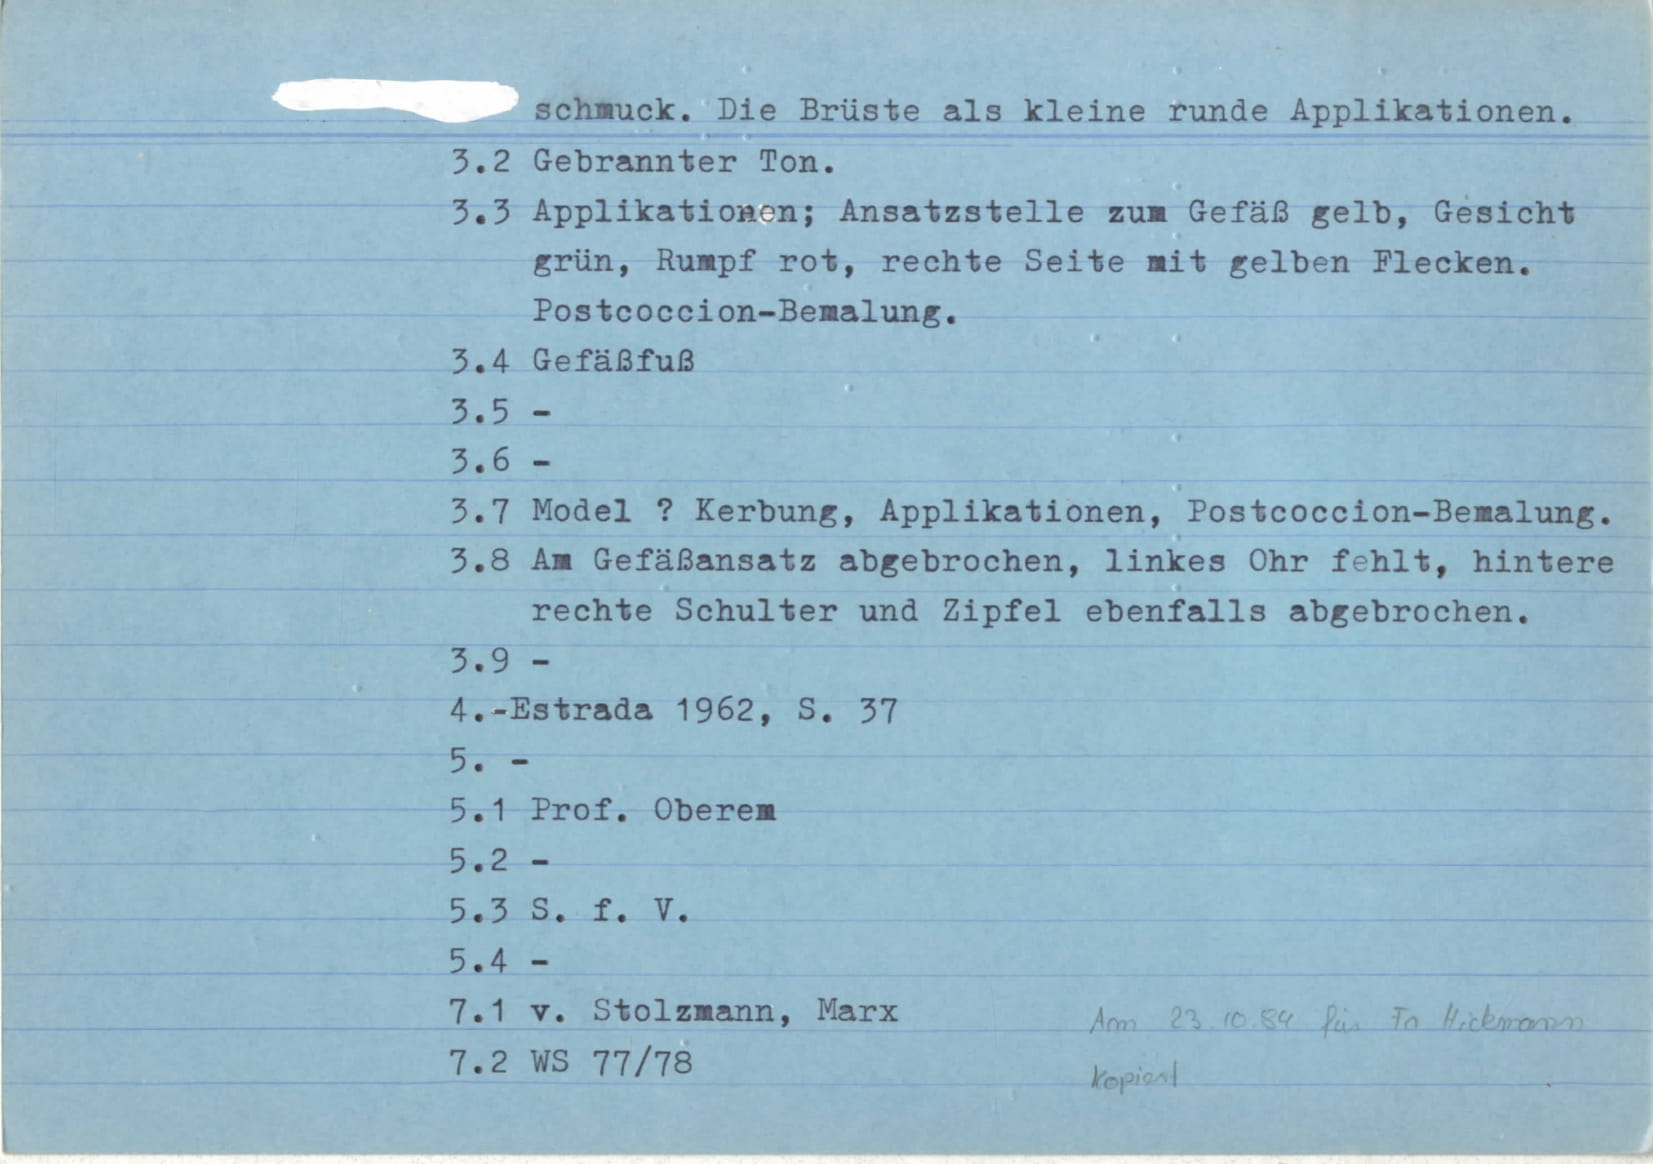 schmuck. Die Brüste als kleine runde Applikationen.
3.2 Gebrannter Ton.
3.3 Applikationen; Ansatzstelle zum Gefäß gelb, Gesicht
grün, Rumpf rot, rechte Seite mit gelben Flecken.
Postcoccion-Bemalung.
3.4 Gefäßfuß
3.5 -
3.6 -
3.7 Model ? Kerbung, Applikationen, Postcoccion-Bemalung.
3.8 Am Gefäßansatz abgebrochen, linkes Ohr fehlt, hintere
rechte Schulter und Zipfel ebenfalls abgebrochen.
3.9 -
4.-Estrada 1962, S. 37
5. -
5.1 Prof. Oberem
5.2 -
5.3 S. f. V.
5.4 -
7.1 v. Stolzmann, Marx
7.2 WS 77/78
Am 23.10.84 für Fr Hickmann
kopiert